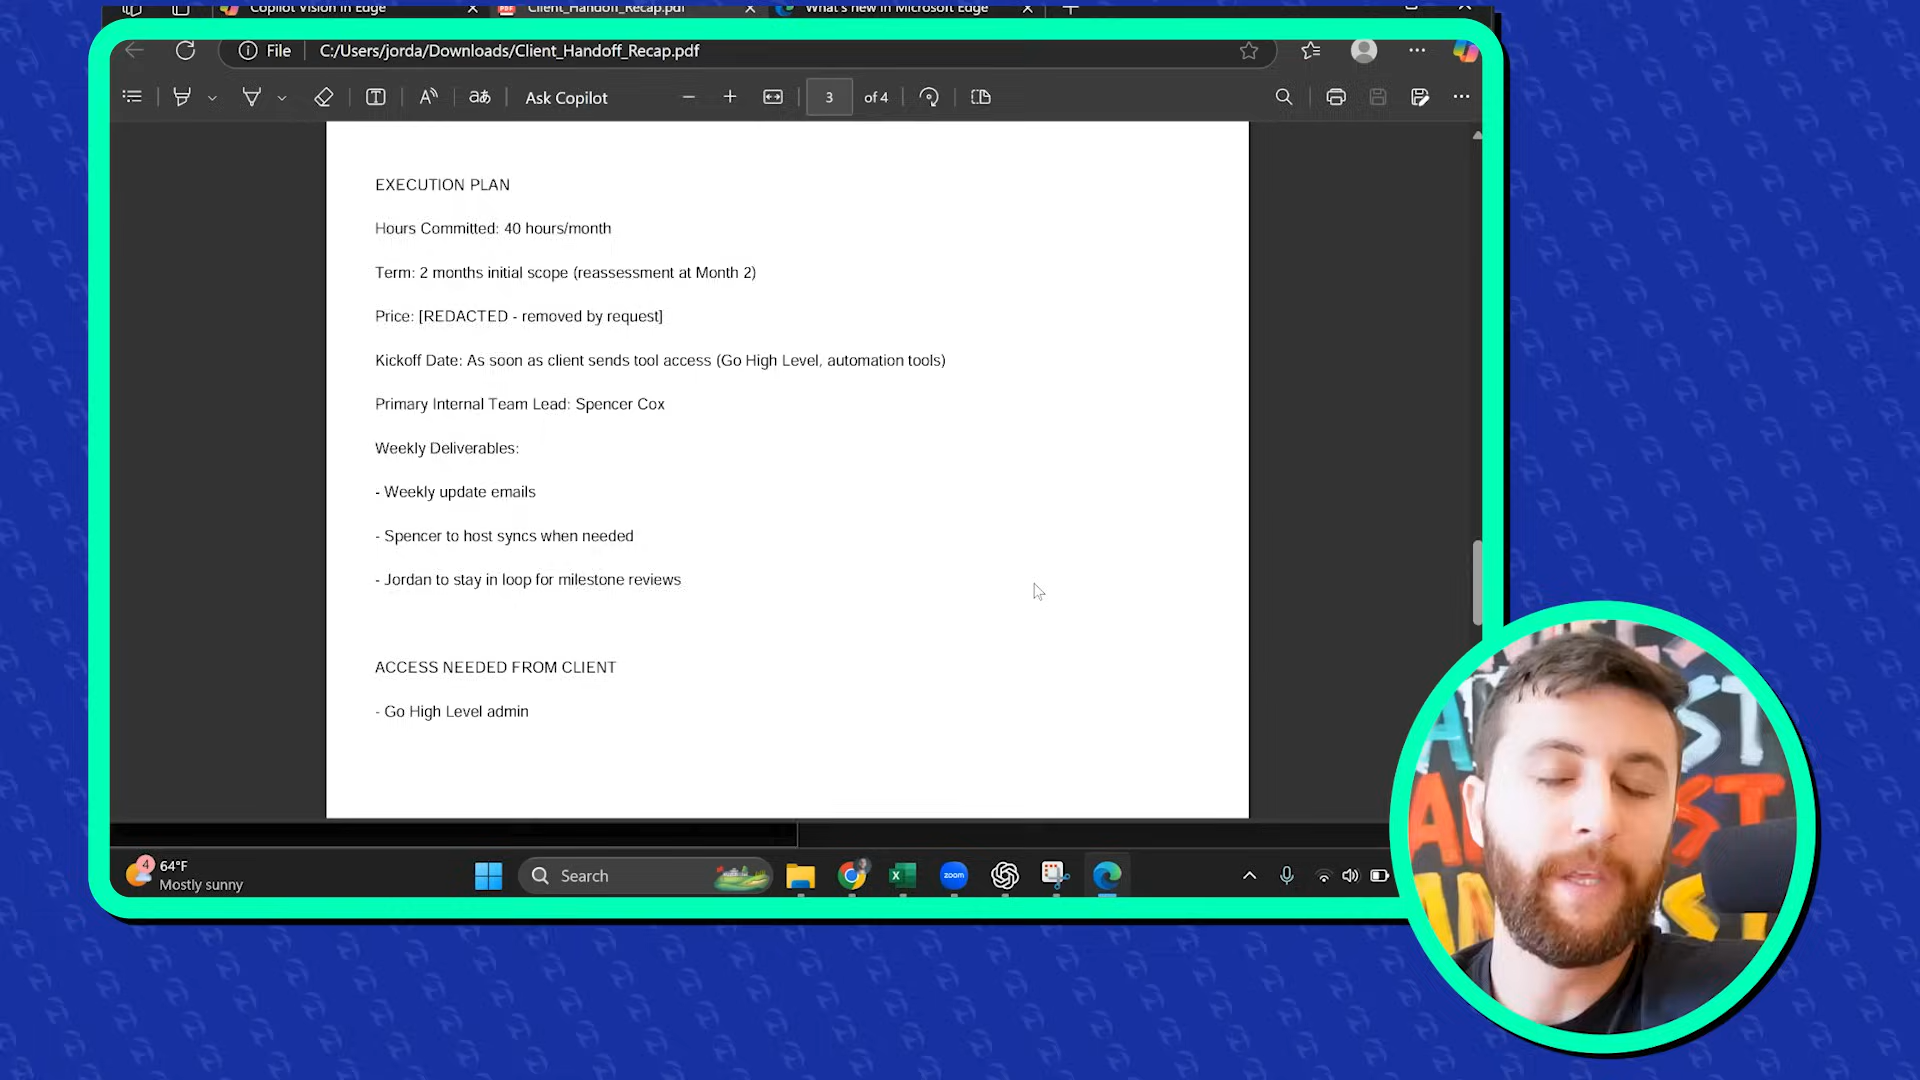 Copilot Vision in Edge
Client_Handoff_Recap.pdf
What's new in Microsoft Edge
File
C:/Users/jorda/Downloads/Client_Handoff_Recap.pdf
Ask Copilot
3
of 4
EXECUTION PLAN
Hours Committed: 40 hours/month
Term: 2 months initial scope (reassessment at Month 2)
Price: [REDACTED - removed by request]
Kickoff Date: As soon as client sends tool access (Go High Level, automation tools)
Primary Internal Team Lead: Spencer Cox
Weekly Deliverables:
- Weekly update emails
- Spencer to host syncs when needed
- Jordan to stay in loop for milestone reviews
ACCESS NEEDED FROM CLIENT
- Go High Level admin
4
64°F
Mostly sunny
Search
zoom